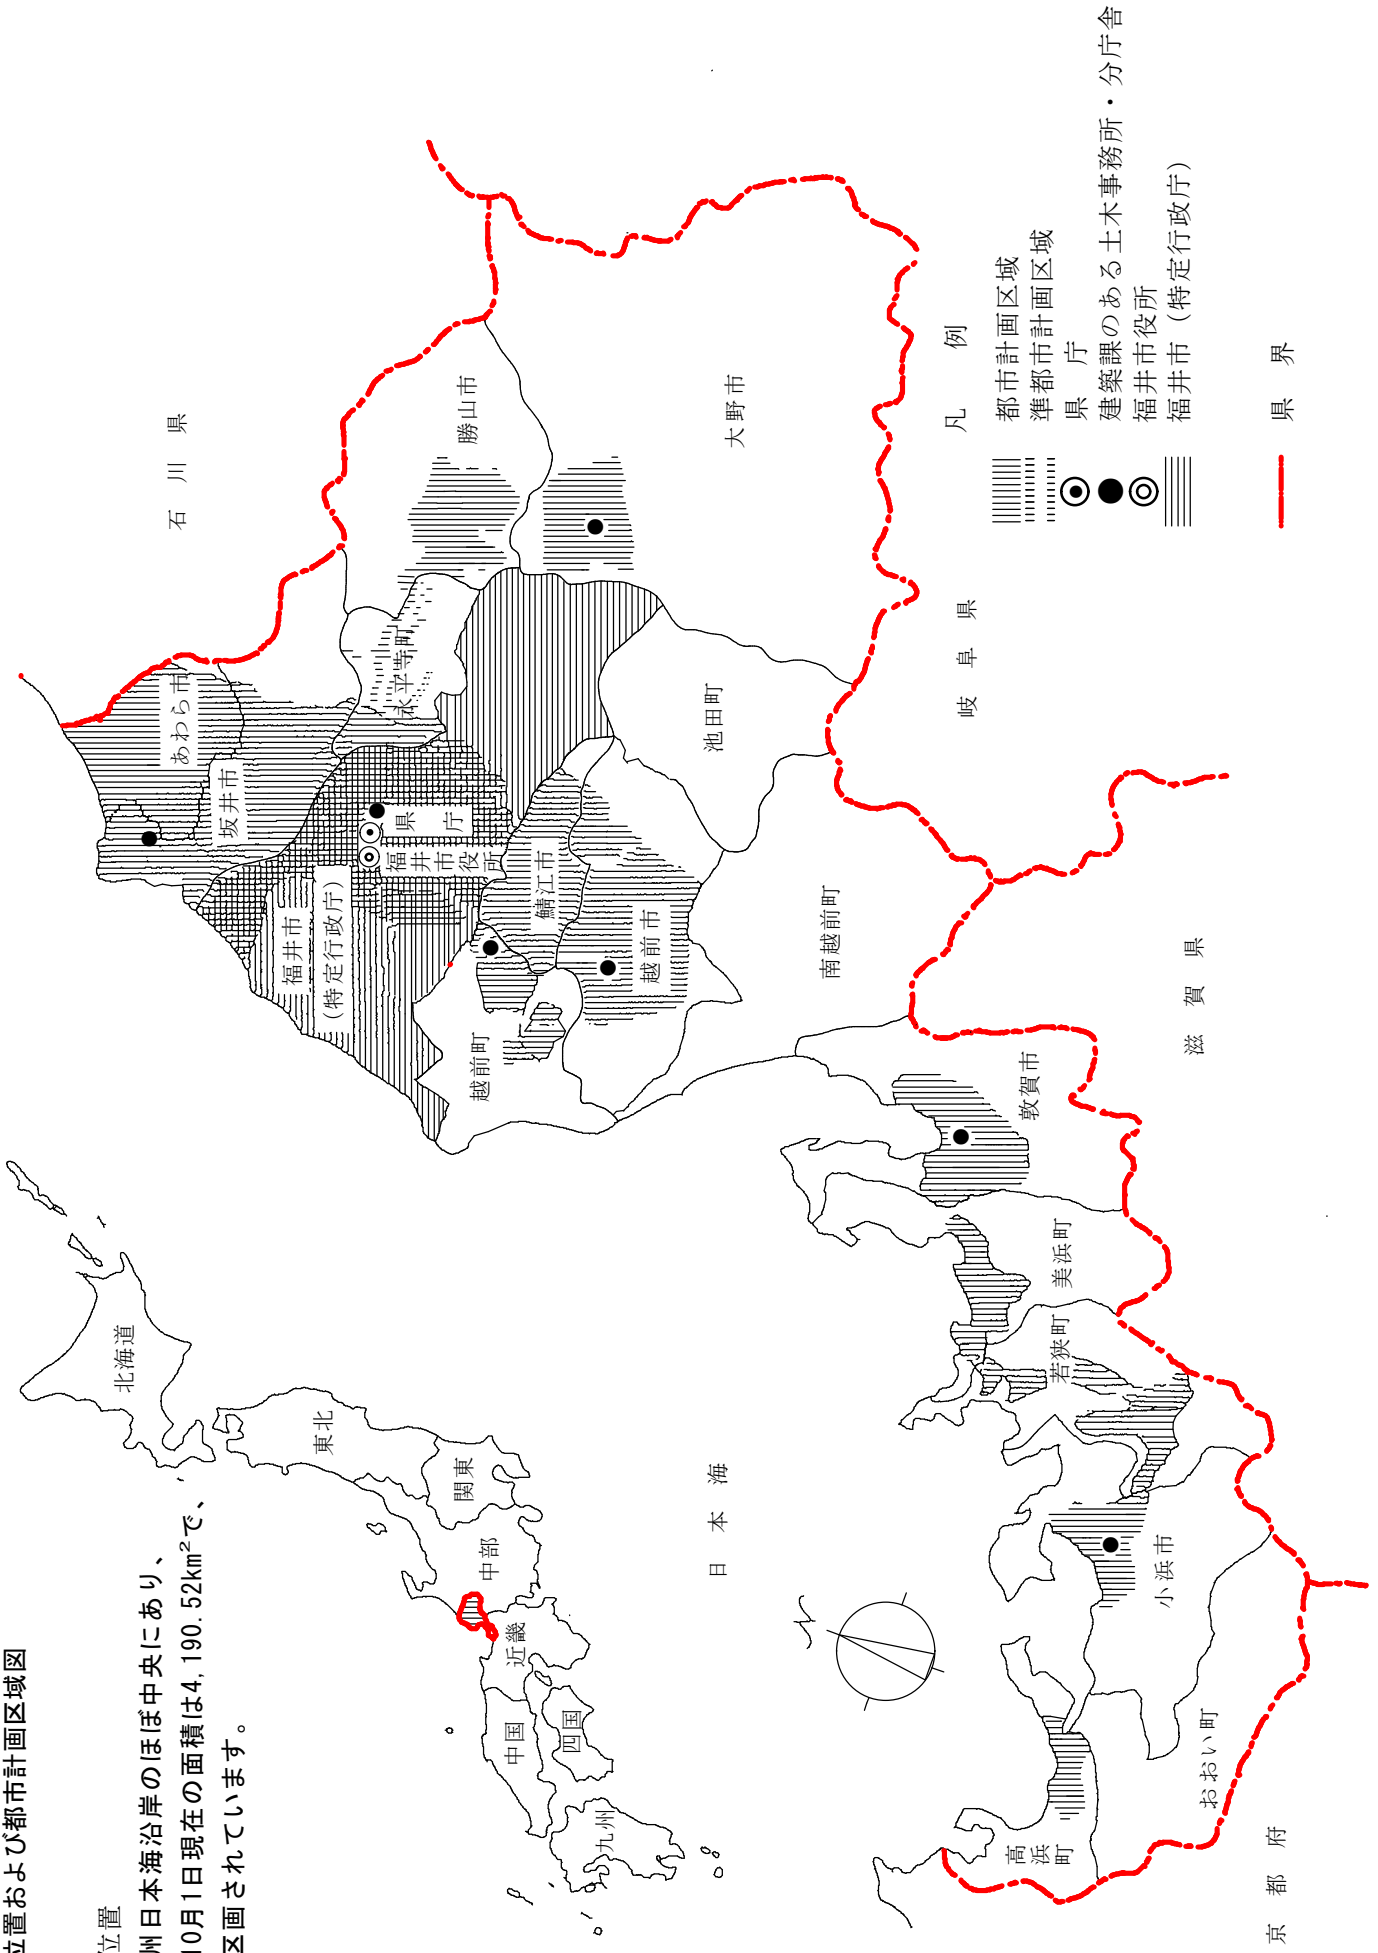 位置および都市計画区域図
位置
州日本海沿岸のほぼ中央にあり、
10月1日現在の面積は4,190.52km²で、
区画されています。
北海道
東北
関東
中部
近畿
中国
四国
九州
日本海
石川県
岐阜県
滋賀県
京都府
あわら市
坂井市
永平寺町
勝山市
大野市
福井市
(特定行政庁)
県庁
福井市役所
鯖江市
越前市
越前町
池田町
南越前町
敦賀市
美浜町
若狭町
小浜市
おおい町
高浜町
凡例
都市計画区域
準都市計画区域
県庁
建築課のある土木事務所・分庁舎
福井市役所
福井市(特定行政庁)
県界
N